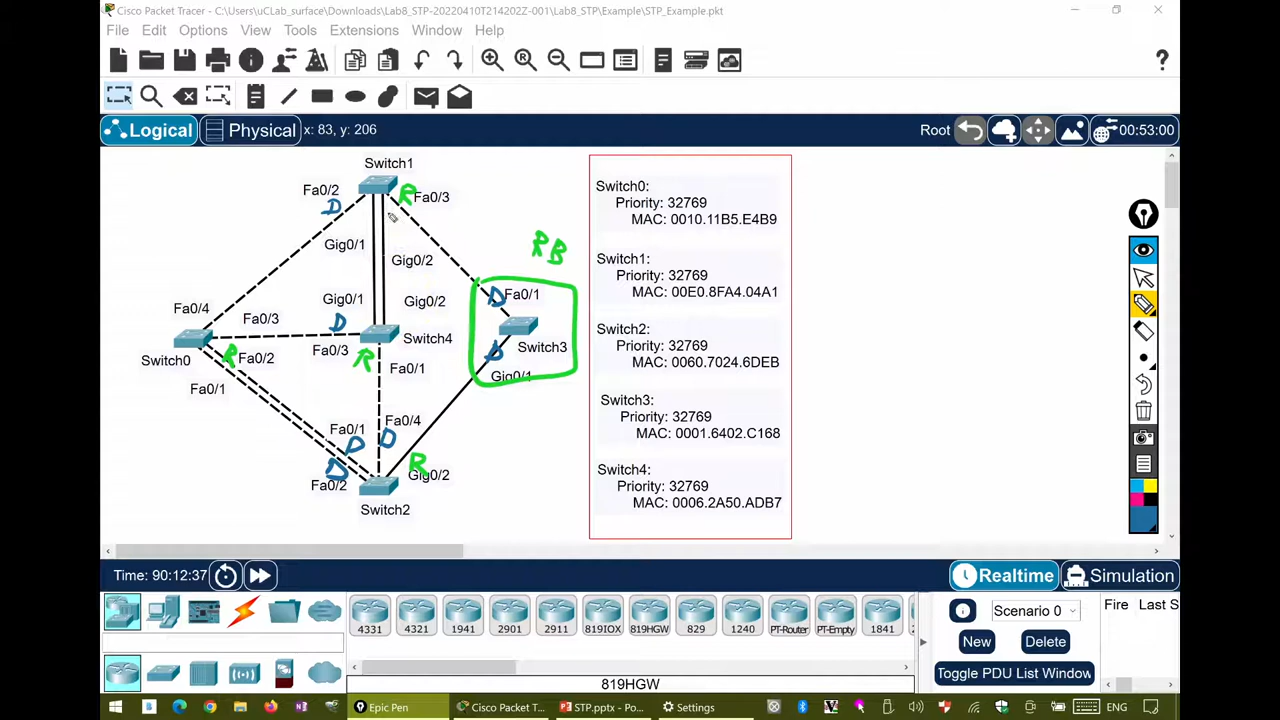 Cisco Packet Tracer - C:\Users\uCLab_surface\Downloads\Lab8_STP-20220410T214202Z-001\Lab8_STP\Example\STP_Example.pkt
File Edit Options View Tools Extensions Window Help
Logical Physical x: 83, y: 206 Root 00:53:00
Switch1
Fa0/2 R Fa0/3
D
Gig0/1
Gig0/2
RB
Gig0/1 Gig0/2
D Fa0/1
Fa0/4
Fa0/3 D
Switch4
Switch3
Switch0 R Fa0/2 Fa0/3 R
D
Fa0/1
Gig0/1
Fa0/1
Fa0/4
Fa0/1 D D
D
Fa0/2 R Gig0/2
Switch2
Switch0:
Priority: 32769
MAC: 0010.11B5.E4B9
Switch1:
Priority: 32769
MAC: 00E0.8FA4.04A1
Switch2:
Priority: 32769
MAC: 0060.7024.6DEB
Switch3:
Priority: 32769
MAC: 0001.6402.C168
Switch4:
Priority: 32769
MAC: 0006.2A50.ADB7
Time: 90:12:37 Realtime Simulation
4331 4321 1941 2901 2911 819IOX 819HGW 829 1240 PT-Router PT-Empty 1841
Scenario 0
Fire Last S
New Delete
Toggle PDU List Window
819HGW
Epic Pen Cisco Packet T... STP.pptx - Po... Settings ENG